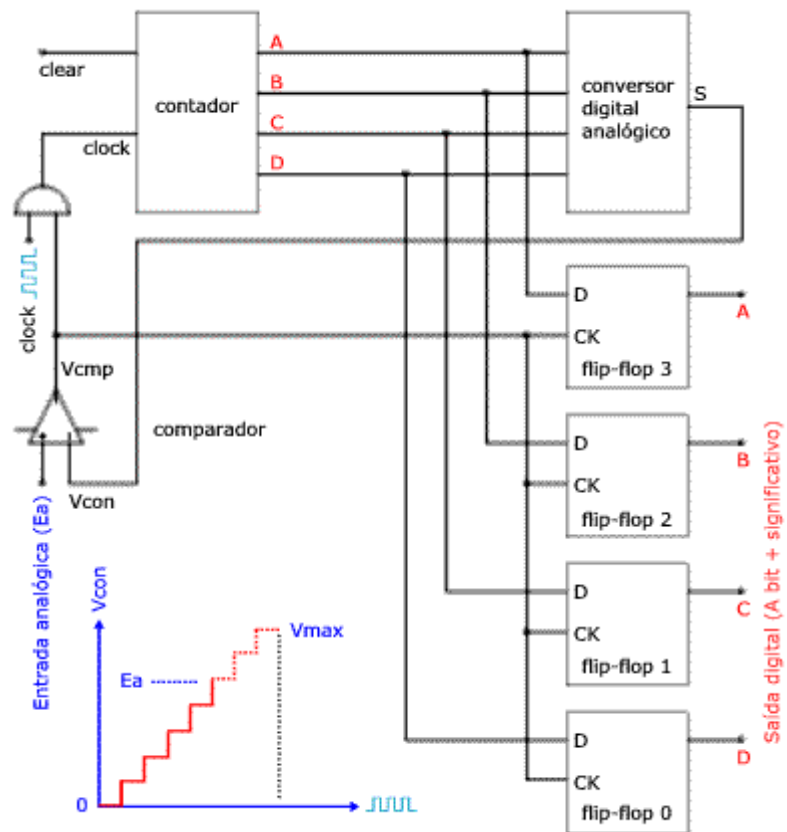 clear
contador
clock
A
B
C
D
conversor
digital
analógico
S
clock
Vcmp
comparador
Vcon
Entrada analógica (Ea)
D
CK
flip-flop 3
A
D
CK
flip-flop 2
B
D
CK
flip-flop 1
C
D
CK
flip-flop 0
D
Saída digital (A bit + significativo)
Vcon
Vmax
Ea
0